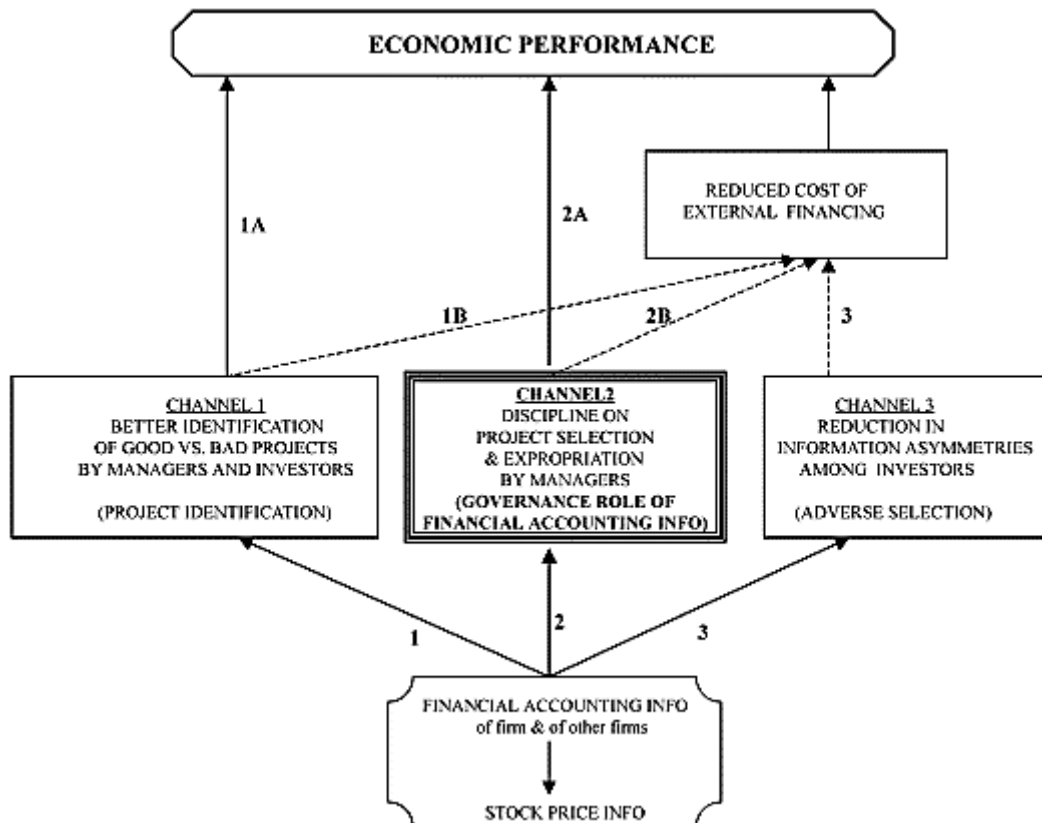 ECONOMIC PERFORMANCE
REDUCED COST OF
EXTERNAL FINANCING
1A
2A
1B
2B
3
CHANNEL 1
BETTER IDENTIFICATION
OF GOOD VS. BAD PROJECTS
BY MANAGERS AND INVESTORS
(PROJECT IDENTIFICATION)
CHANNEL2
DISCIPLINE ON
PROJECT SELECTION
& EXPROPRIATION
BY MANAGERS
(GOVERNANCE ROLE OF
FINANCIAL ACCOUNTING INFO)
CHANNEL 3
REDUCTION IN
INFORMATION ASYMMETRIES
AMONG INVESTORS
(ADVERSE SELECTION)
1
2
3
FINANCIAL ACCOUNTING INFO
of firm & of other firms
STOCK PRICE INFO